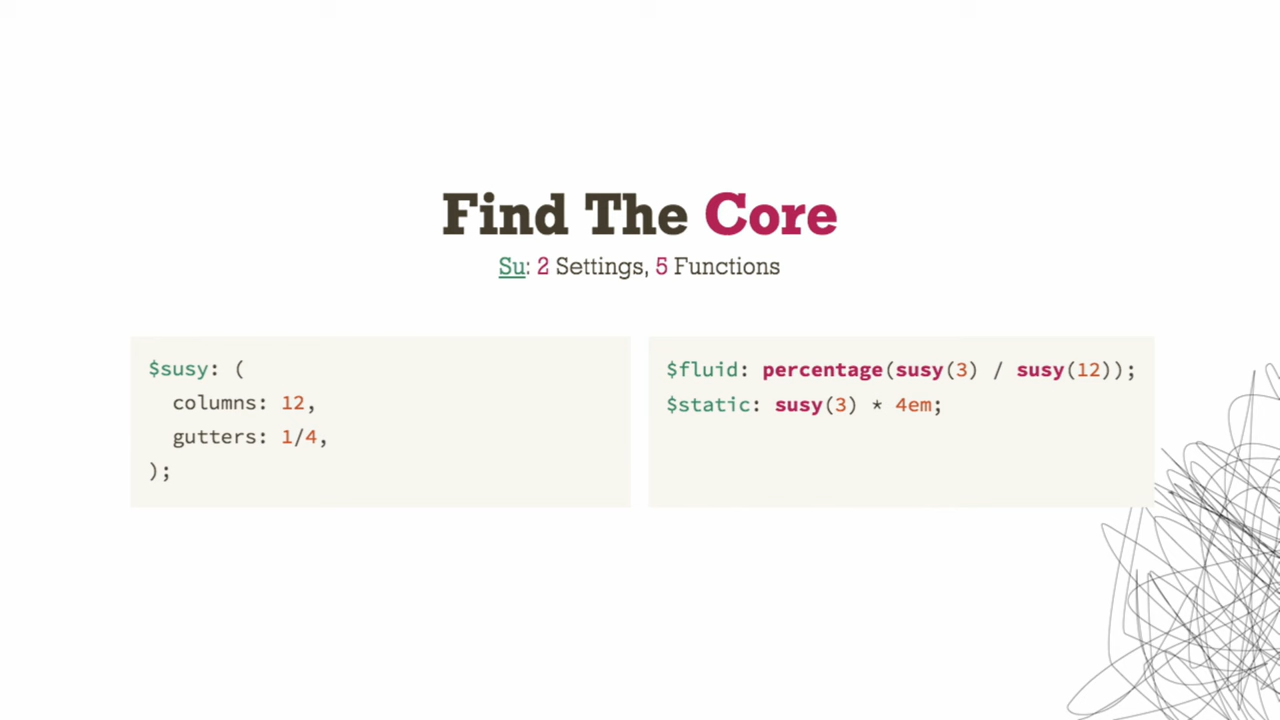 Find The Core
Su: 2 Settings, 5 Functions
$susy: (
  columns: 12,
  gutters: 1/4,
);
$fluid: percentage(susy(3) / susy(12));
$static: susy(3) * 4em;